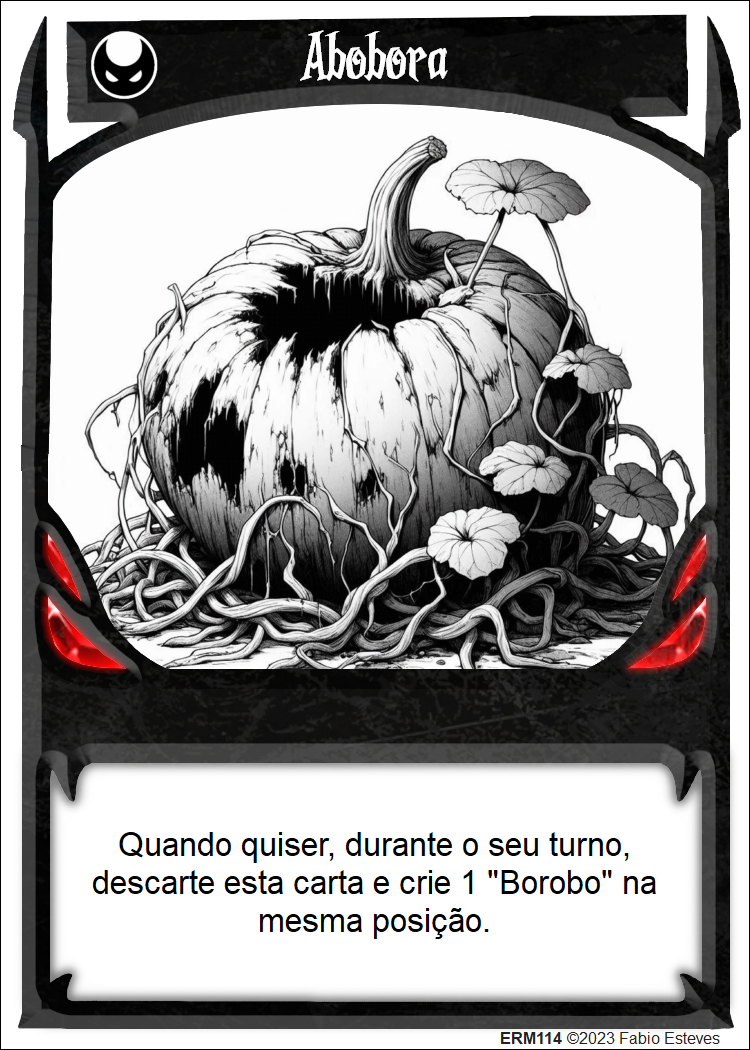 Abobora
Quando quiser, durante o seu turno,
descarte esta carta e crie 1 "Borobo" na
mesma posição.
ERM114 ©2023 Fabio Esteves